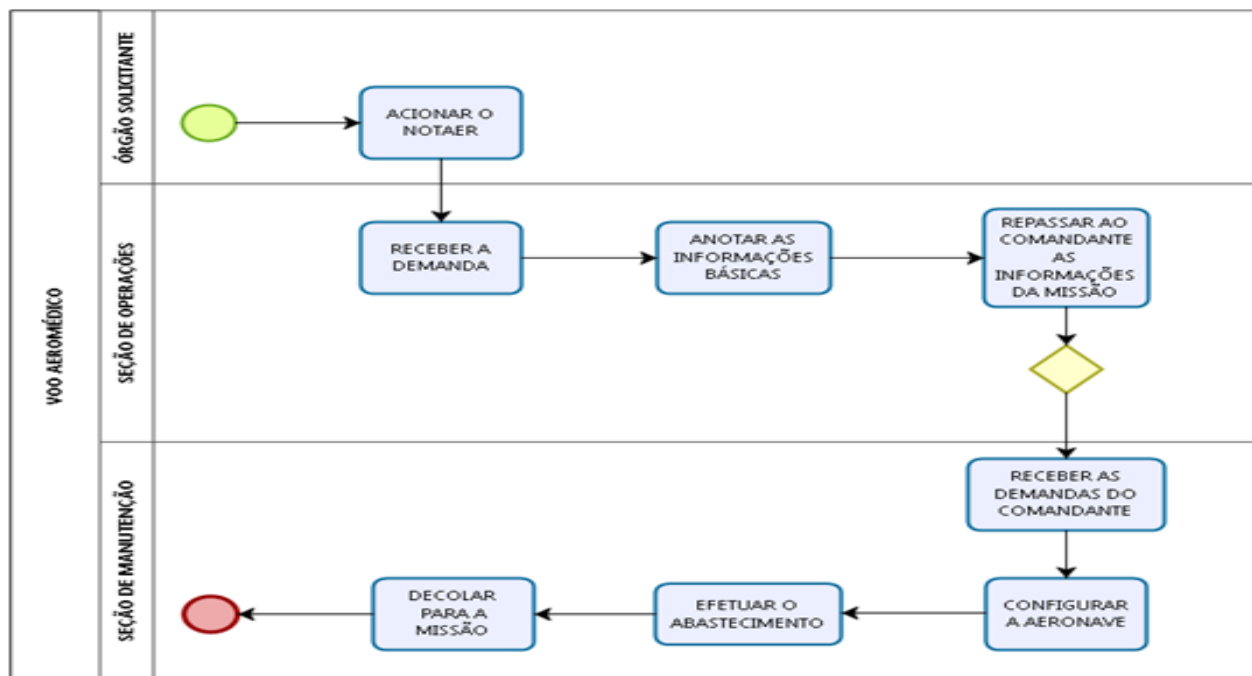 VOO AEROMÉDICO
ÓRGÃO SOLICITANTE
ACIONAR O
NOTAER
SEÇÃO DE OPERAÇÕES
RECEBER A
DEMANDA
ANOTAR AS
INFORMAÇÕES
BÁSICAS
REPASSAR AO
COMANDANTE
AS
INFORMAÇÕES
DA MISSÃO
SEÇÃO DE MANUTENÇÃO
RECEBER AS
DEMANDAS DO
COMANDANTE
CONFIGURAR
A AERONAVE
EFETUAR O
ABASTECIMENTO
DECOLAR
PARA A
MISSÃO